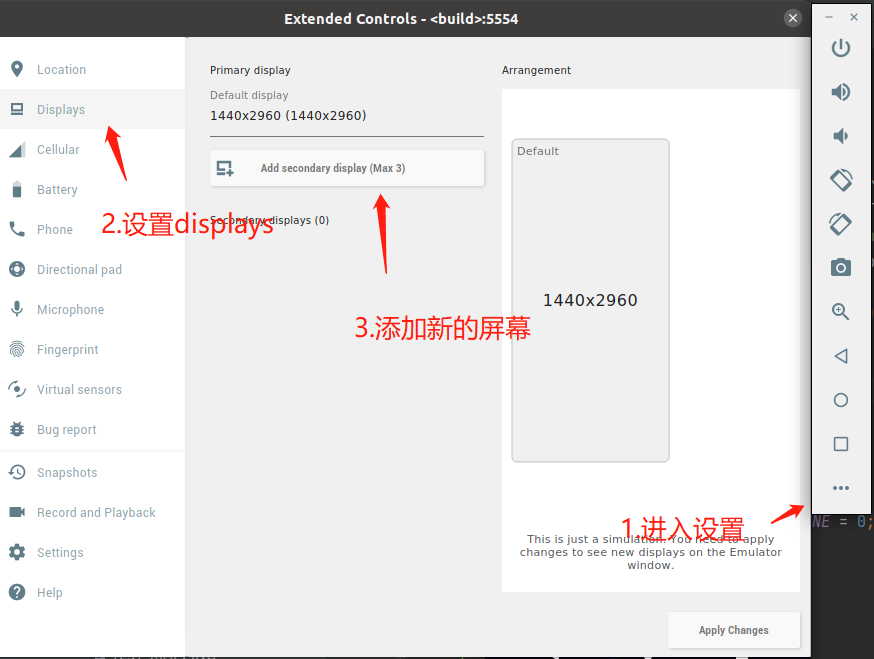 Extended Controls - <build>:5554
Location
Displays
Cellular
Battery
Phone
Directional pad
Microphone
Fingerprint
Virtual sensors
Bug report
Snapshots
Record and Playback
Settings
Help
Primary display
Default display
1440x2960 (1440x2960)
Add secondary display (Max 3)
Secondary displays (0)
2.设置displays
3.添加新的屏幕
Arrangement
Default
1440x2960
1.进入设置
This is just a simulation. You need to apply
changes to see new displays on the Emulator
window.
Apply Changes
NE = 0;